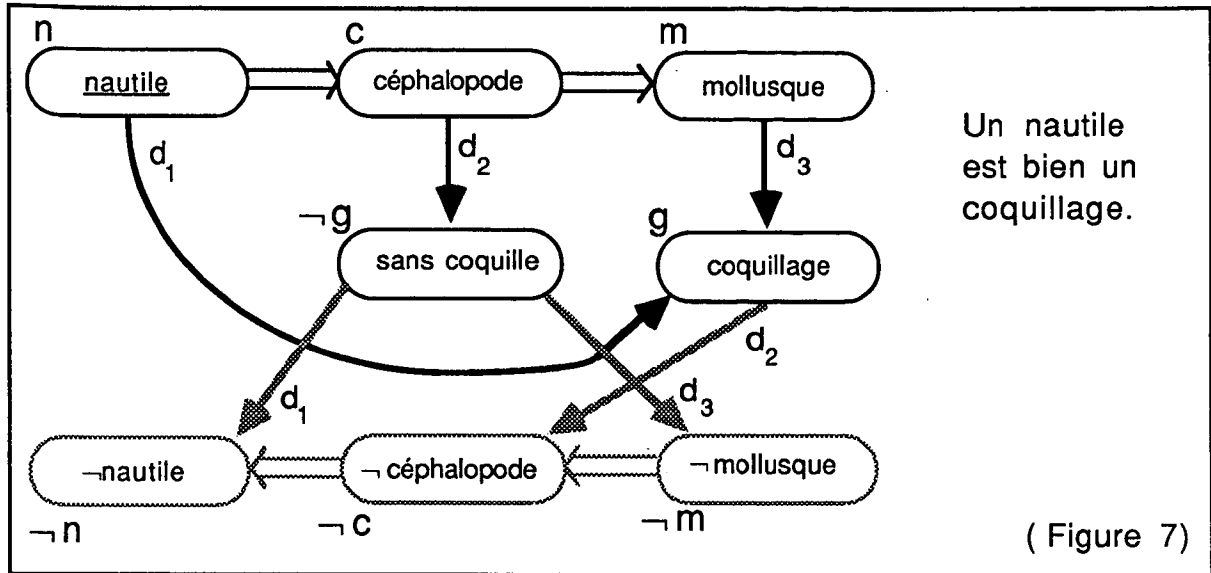 n
c
m
nautile
céphalopode
mollusque
Un nautile
est bien un
coquillage.
d1
d2
d3
¬g
g
sans coquille
coquillage
d2
d1
d3
¬nautile
¬céphalopode
¬mollusque
¬n
¬c
¬m
( Figure 7)